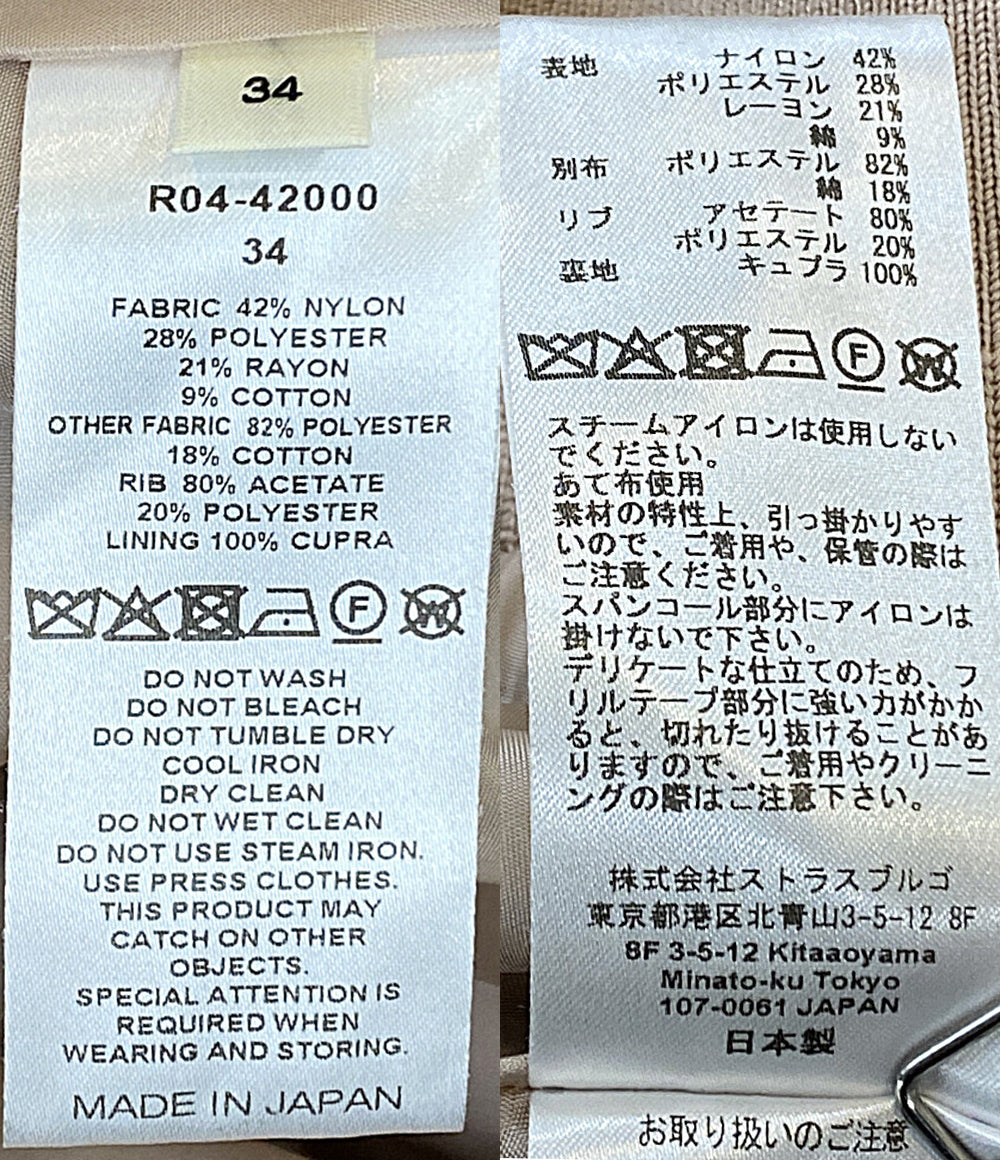 34
R04-42000
34
FABRIC 42% NYLON
28% POLYESTER
21% RAYON
9% COTTON
OTHER FABRIC 82% POLYESTER
18% COTTON
RIB 80% ACETATE
20% POLYESTER
LINING 100% CUPRA
F
W
DO NOT WASH
DO NOT BLEACH
DO NOT TUMBLE DRY
COOL IRON
DRY CLEAN
DO NOT WET CLEAN
DO NOT USE STEAM IRON.
USE PRESS CLOTHES.
THIS PRODUCT MAY
CATCH ON OTHER
OBJECTS.
SPECIAL ATTENTION IS
REQUIRED WHEN
WEARING AND STORING.
MADE IN JAPAN
表地 ナイロン 42%
ポリエステル 28%
レーヨン 21%
綿 9%
別布 ポリエステル 82%
綿 18%
リブ アセテート 80%
ポリエステル 20%
裏地 キュプラ 100%
F
W
スチームアイロンは使用しない
でください。
あて布使用
素材の特性上、引っ掛かりやす
いので、ご着用や、保管の際は
ご注意ください。
スパンコール部分にアイロンは
掛けないで下さい。
デリケートな仕立てのため、フ
リルテープ部分に強い力がかか
ると、切れたり抜けることがあ
りますので、ご着用やクリーニ
ングの際はご注意下さい。
株式会社ストラスブルゴ
東京都港区北青山3-5-12 8F
8F 3-5-12 Kitaaoyama
Minato-ku Tokyo
107-0061 JAPAN
日本製
お取り扱いのご注意